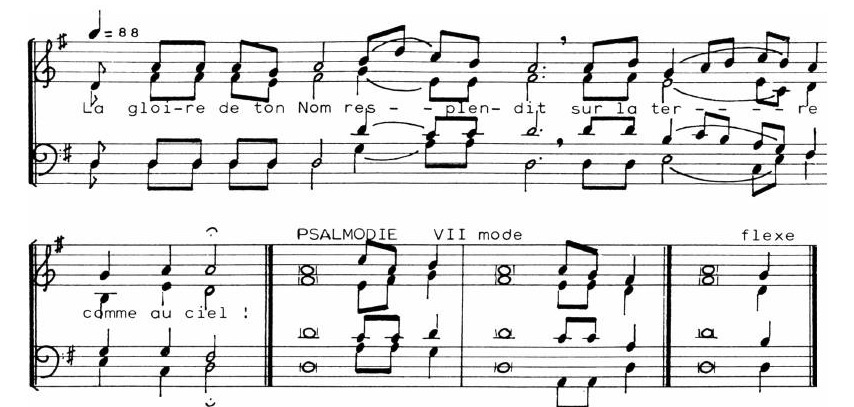 ♩=88
La gloi-re de ton Nom res - - plen- dit sur la ter - - - - re
PSALMODIE VII mode flexe
comme au ciel !